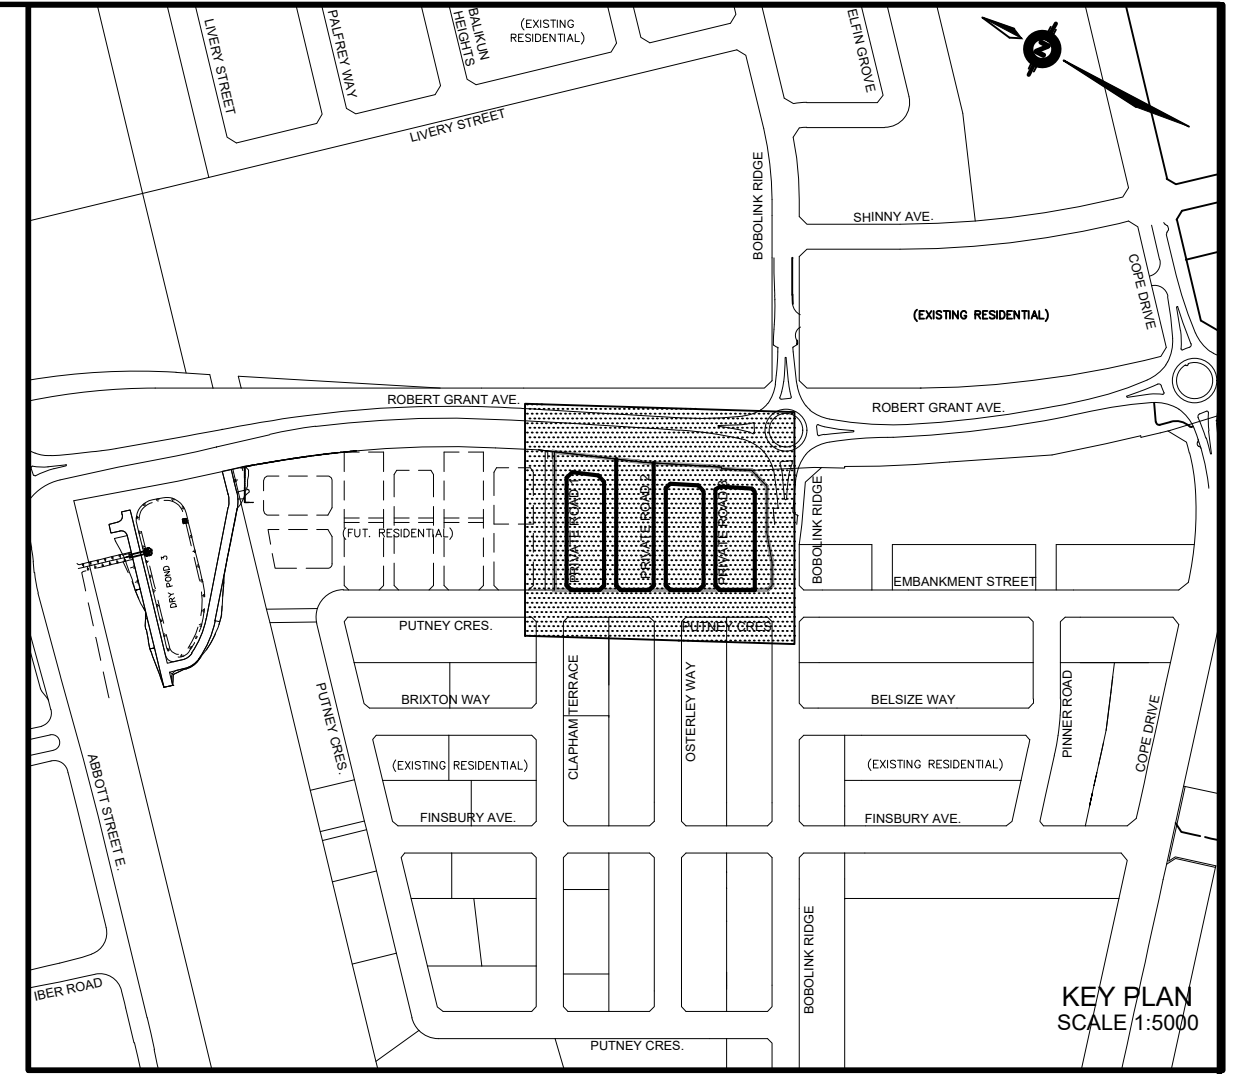 LIVERY STREET
PALFREY WAY
BALIKUN
HEIGHTS
(EXISTING
RESIDENTIAL)
ELFIN GROVE
N
LIVERY STREET
BOBOLINK RIDGE
SHINNY AVE.
COPE DRIVE
(EXISTING RESIDENTIAL)
ROBERT GRANT AVE.
ROBERT GRANT AVE.
PRIVATE ROAD 1
PRIVATE ROAD 2
PRIVATE ROAD 3
BOBOLINK RIDGE
(FUT. RESIDENTIAL)
DRY POND 3
EMBANKMENT STREET
PUTNEY CRES.
PUTNEY CRES.
PUTNEY CRES.
BRIXTON WAY
CLAPHAM TERRACE
OSTERLEY WAY
BELSIZE WAY
PINNER ROAD
COPE DRIVE
ABBOTT STREET E.
(EXISTING RESIDENTIAL)
(EXISTING RESIDENTIAL)
FINSBURY AVE.
FINSBURY AVE.
BOBOLINK RIDGE
IBER ROAD
PUTNEY CRES.
KEY PLAN
SCALE 1:5000